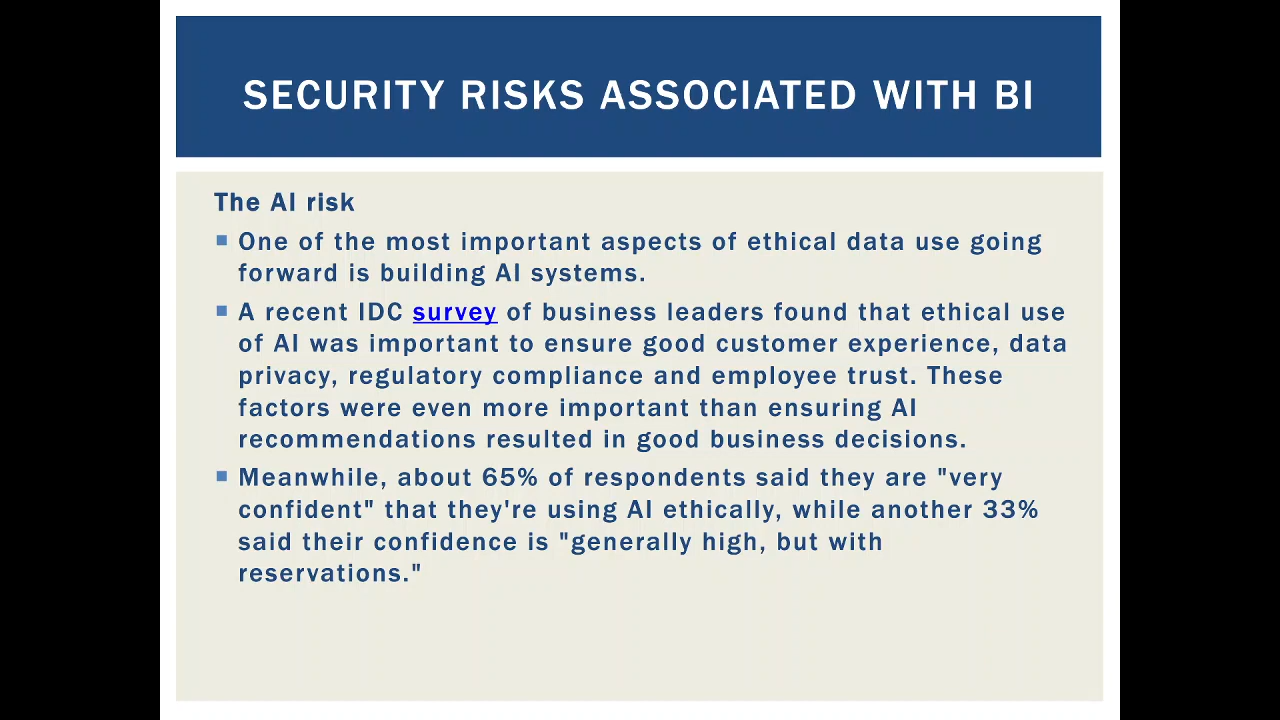 SECURITY RISKS ASSOCIATED WITH BI
The AI risk
One of the most important aspects of ethical data use going
forward is building AI systems.
A recent IDC survey of business leaders found that ethical use
of AI was important to ensure good customer experience, data
privacy, regulatory compliance and employee trust. These
factors were even more important than ensuring AI
recommendations resulted in good business decisions.
Meanwhile, about 65% of respondents said they are "very
confident" that they're using AI ethically, while another 33%
said their confidence is "generally high, but with
reservations."